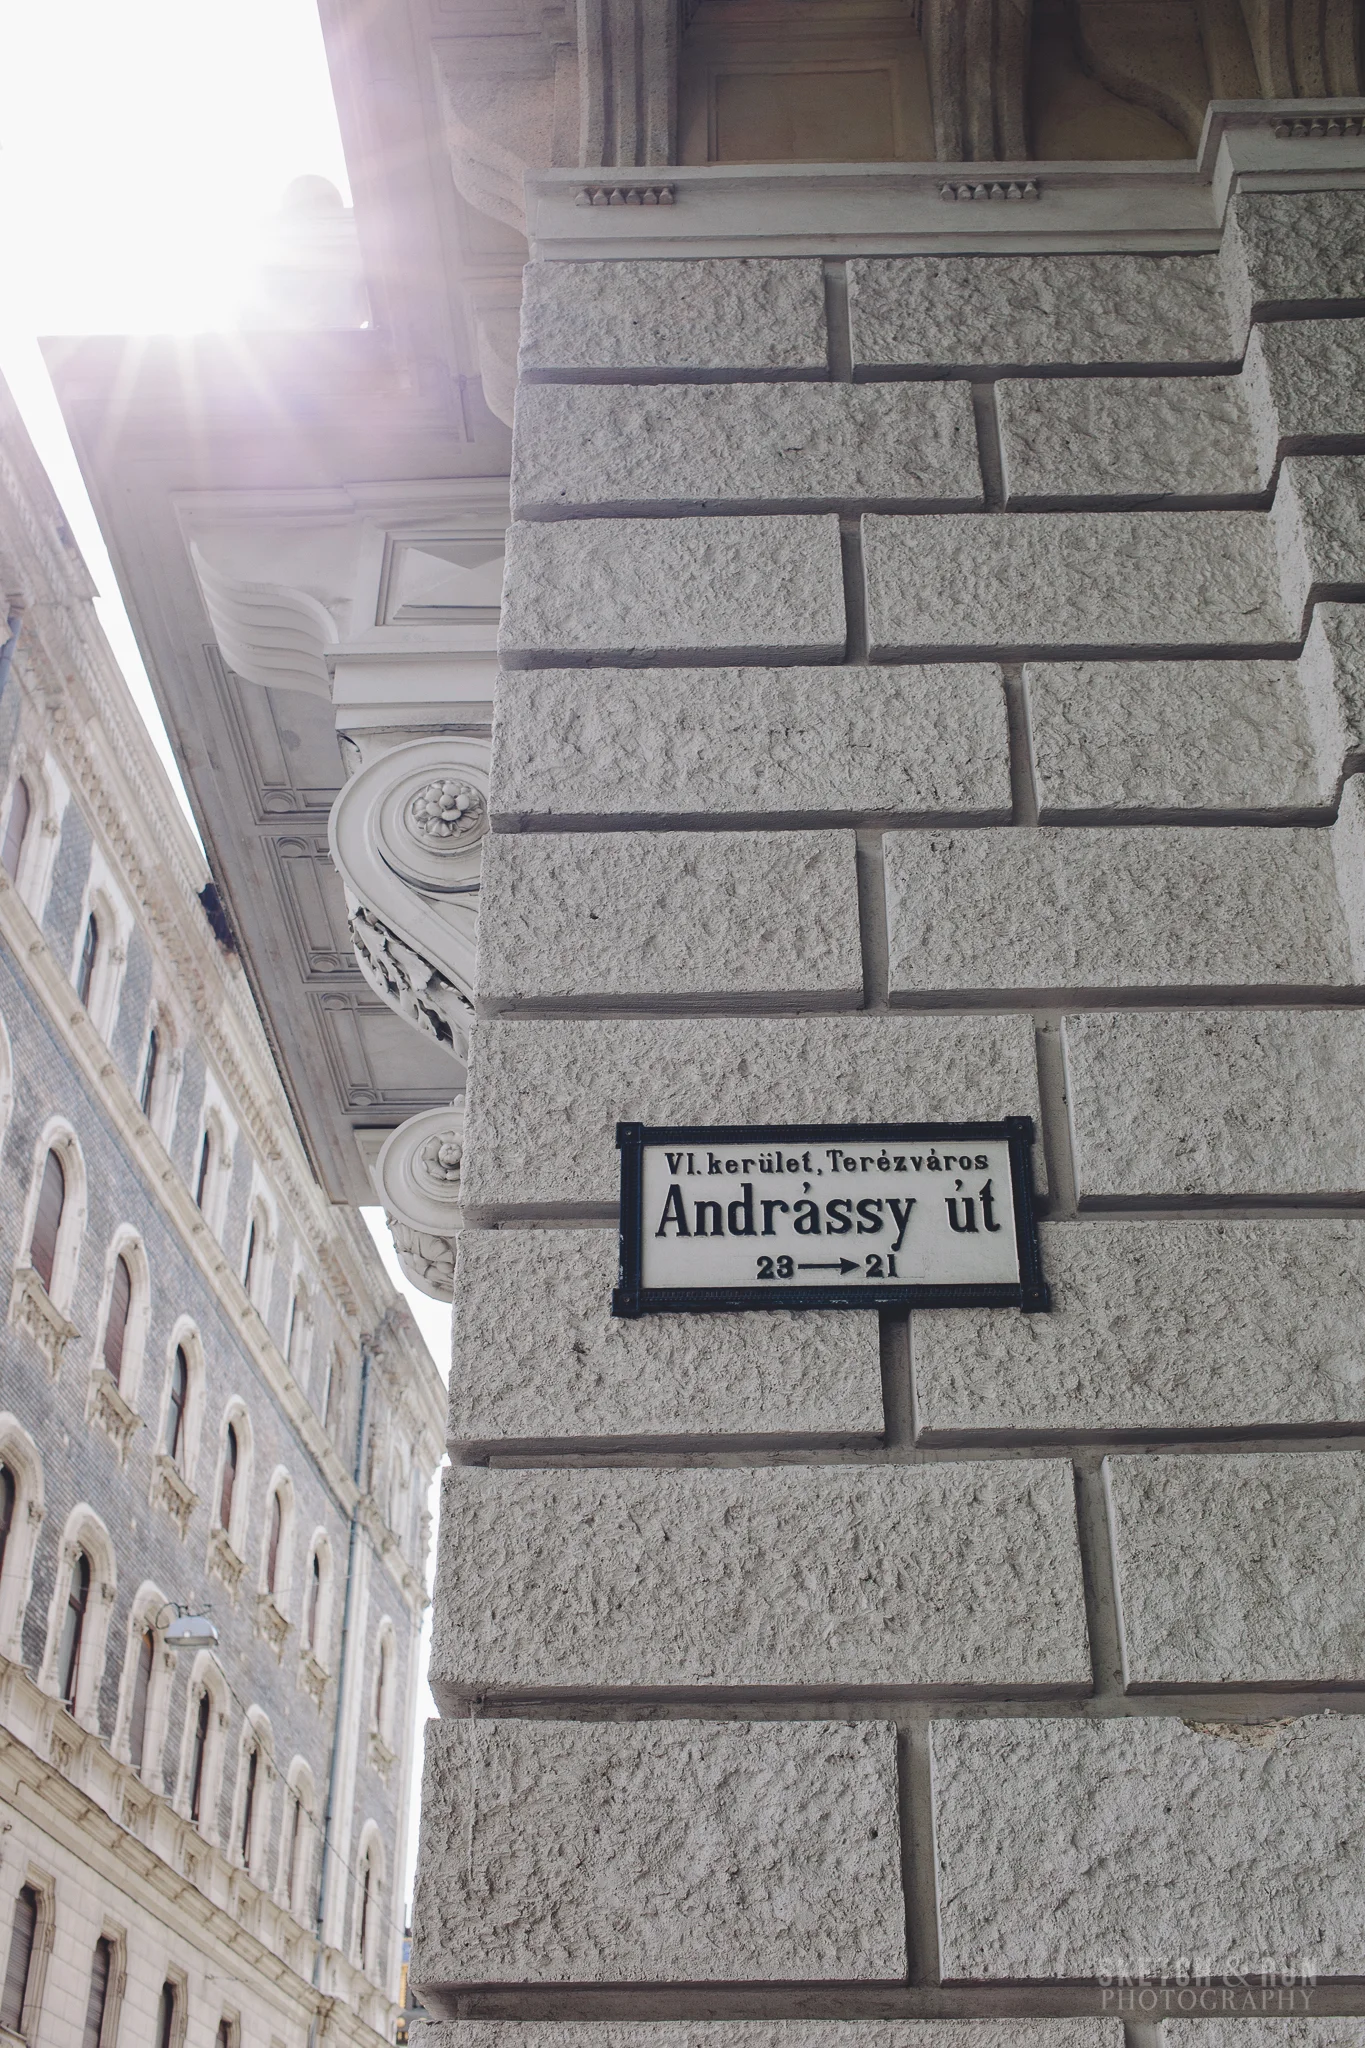 VI. kerület, Terézváros
Andrássy út
23→21
SKETCH & RUN
PHOTOGRAPHY